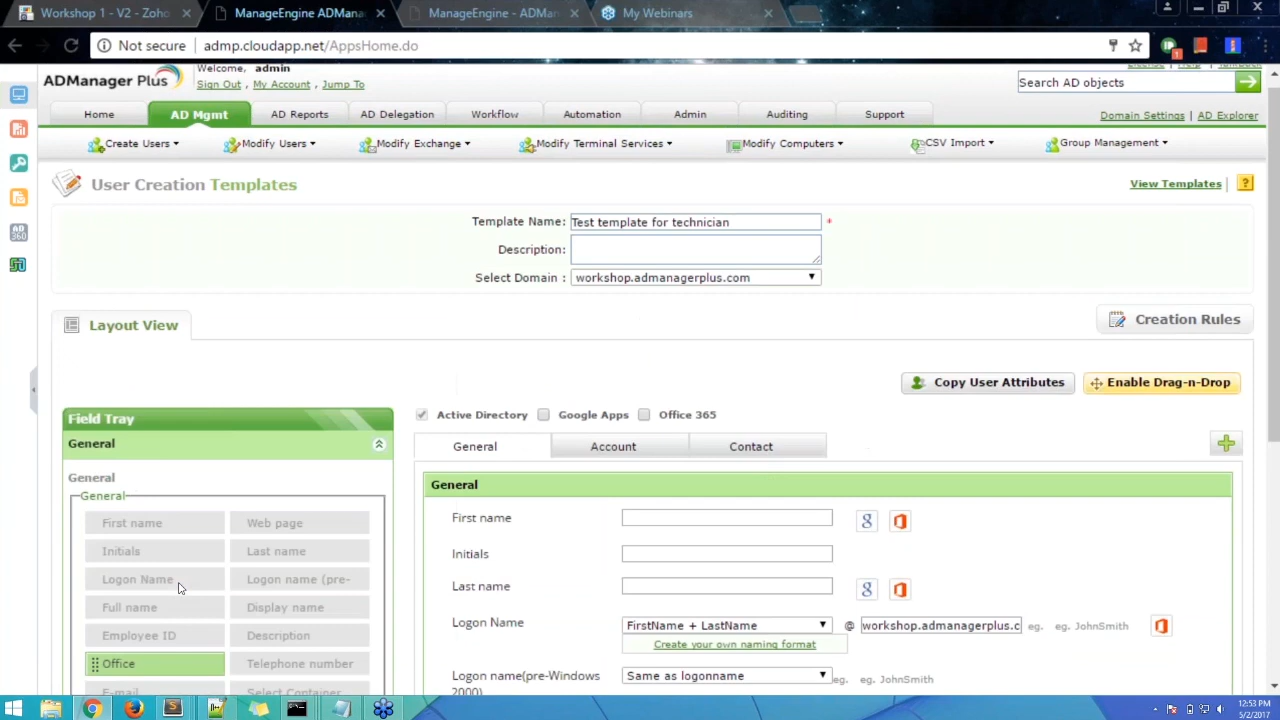 Workshop 1 - V2 - Zoho
ManageEngine ADMana
ManageEngine - ADMan
My Webinars
Not secure
admp.cloudapp.net/AppsHome.do
ADManager Plus
Welcome, admin
Sign Out , My Account , Jump To
Search AD objects
Home
AD Mgmt
AD Reports
AD Delegation
Workflow
Automation
Admin
Auditing
Support
Domain Settings | AD Explorer
Create Users
Modify Users
Modify Exchange
Modify Terminal Services
Modify Computers
CSV Import
Group Management
User Creation Templates
View Templates
?
Template Name: Test template for technician *
Description:
Select Domain : workshop.admanagerplus.com
Layout View
Creation Rules
Copy User Attributes
Enable Drag-n-Drop
Field Tray
General
General
General
First name
Web page
Initials
Last name
Logon Name
Logon name (pre-
Full name
Display name
Employee ID
Description
Office
Telephone number
E-mail
Select Container
Active Directory
Google Apps
Office 365
General
Account
Contact
General
First name
Initials
Last name
Logon Name
FirstName + LastName
@ workshop.admanagerplus.c
eg. eg. JohnSmith
Create your own naming format
Logon name(pre-Windows
2000)
Same as logonname
eg. eg. JohnSmith
12:53 PM
5/2/2017